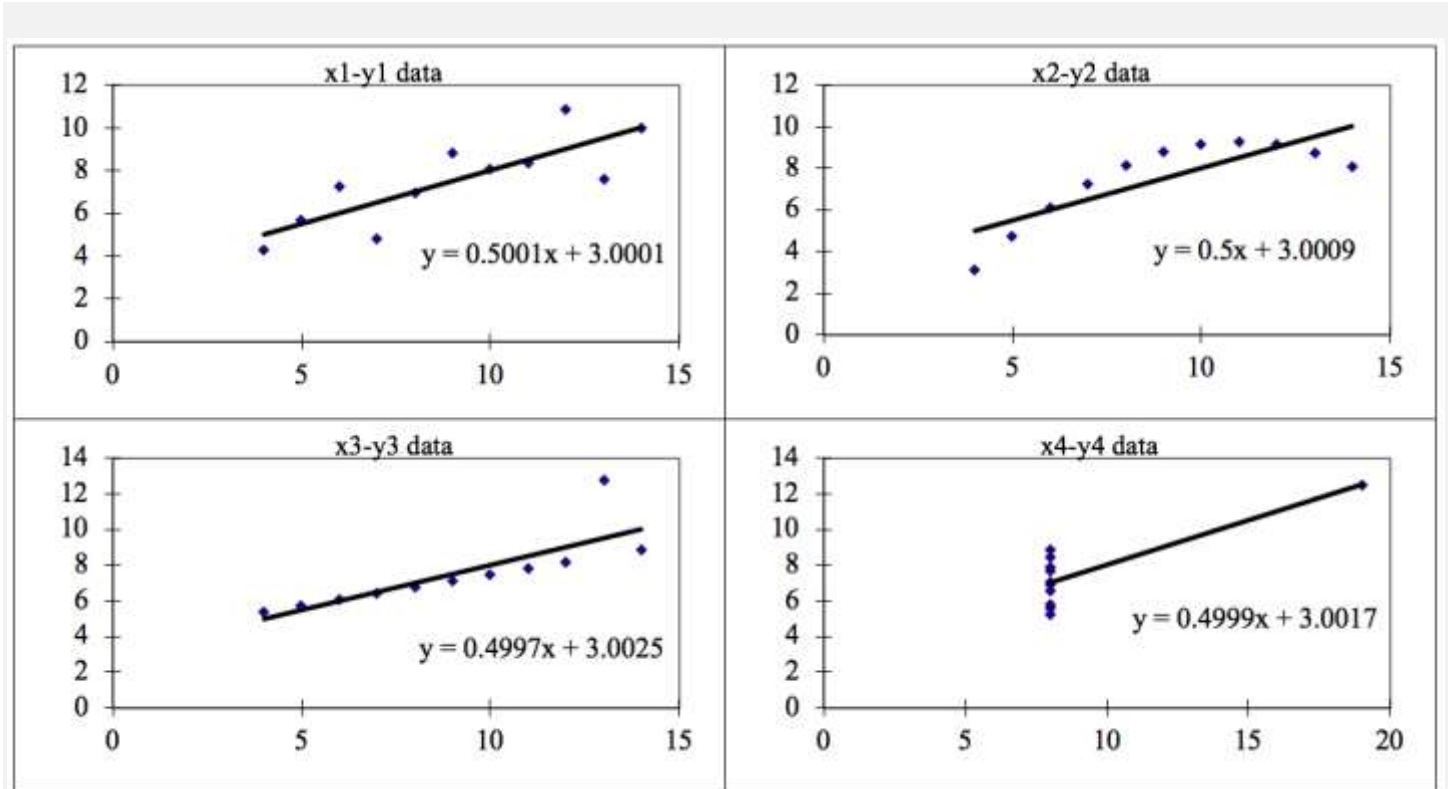 x1-y1 data
12
10
8
6
4
2
0
0 5 10 15
y = 0.5001x + 3.0001
x2-y2 data
12
10
8
6
4
2
0
0 5 10 15
y = 0.5x + 3.0009
x3-y3 data
14
12
10
8
6
4
2
0
0 5 10 15
y = 0.4997x + 3.0025
x4-y4 data
14
12
10
8
6
4
2
0
0 5 10 15 20
y = 0.4999x + 3.0017